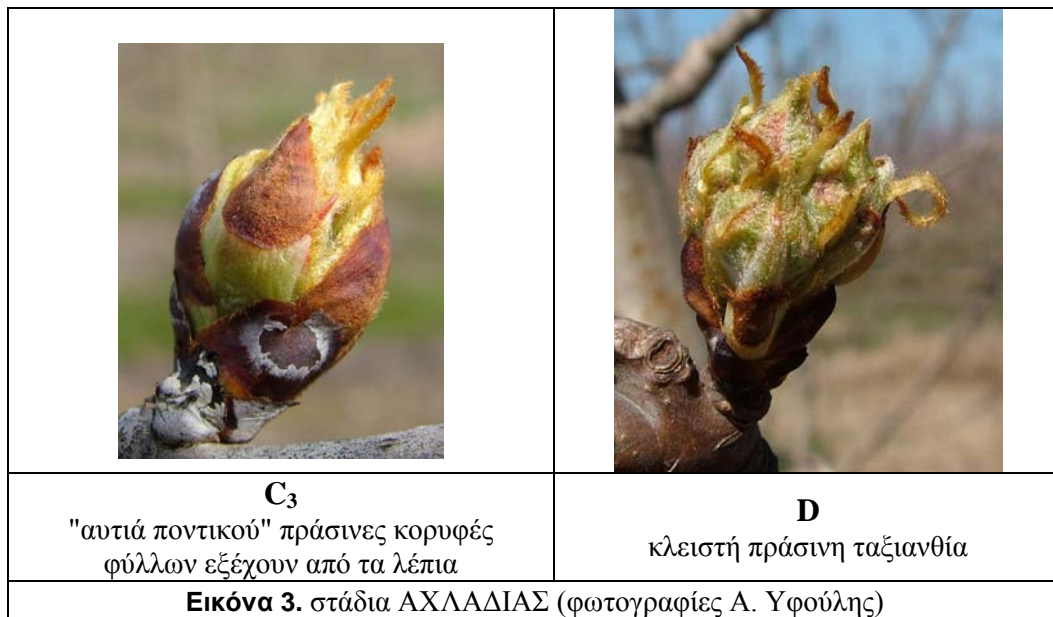 C₃
"αυτιά ποντικού" πράσινες κορυφές
φύλλων εξέχουν από τα λέπια
D
κλειστή πράσινη ταξιανθία
Εικόνα 3. στάδια ΑΧΛΑΔΙΑΣ (φωτογραφίες Α. Υφούλης)